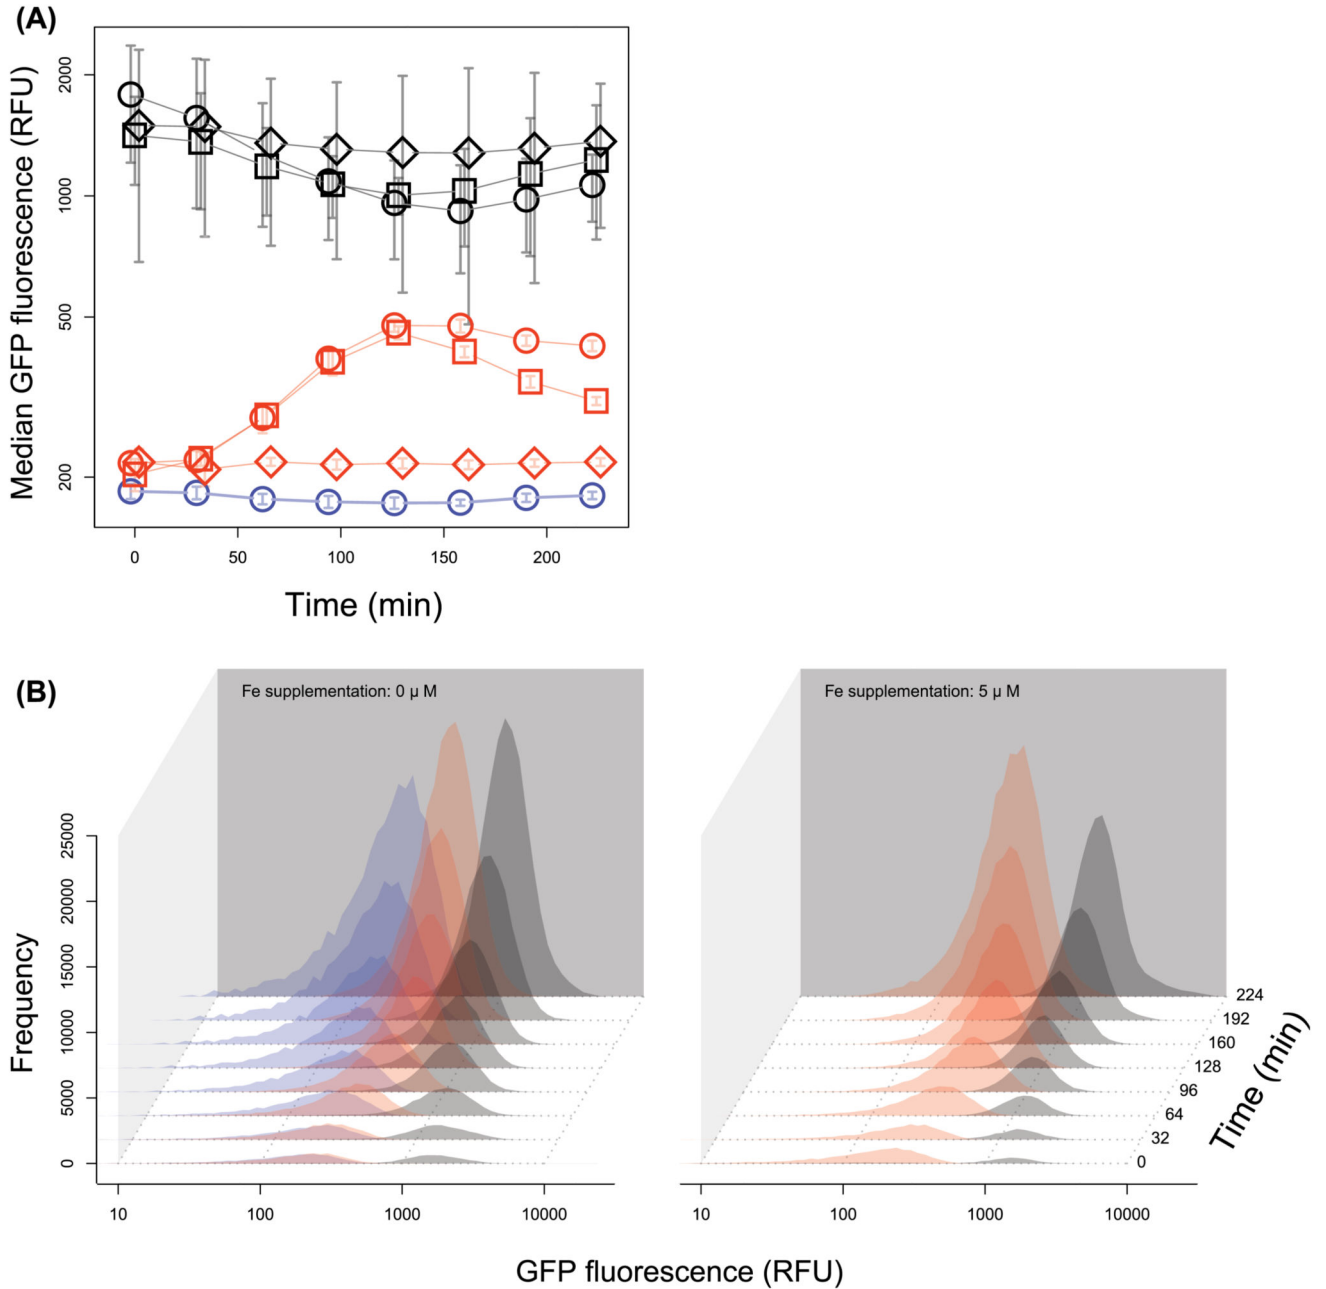 (A)
Median GFP fluorescence (RFU)
2000
1000
500
200
0 50 100 150 200
Time (min)
(B)
Fe supplementation: 0 μ M
Fe supplementation: 5 μ M
Frequency
25000
20000
15000
10000
5000
0
224
192
160
128
96
64
32
0
Time (min)
10 100 1000 10000
10 100 1000 10000
GFP fluorescence (RFU)